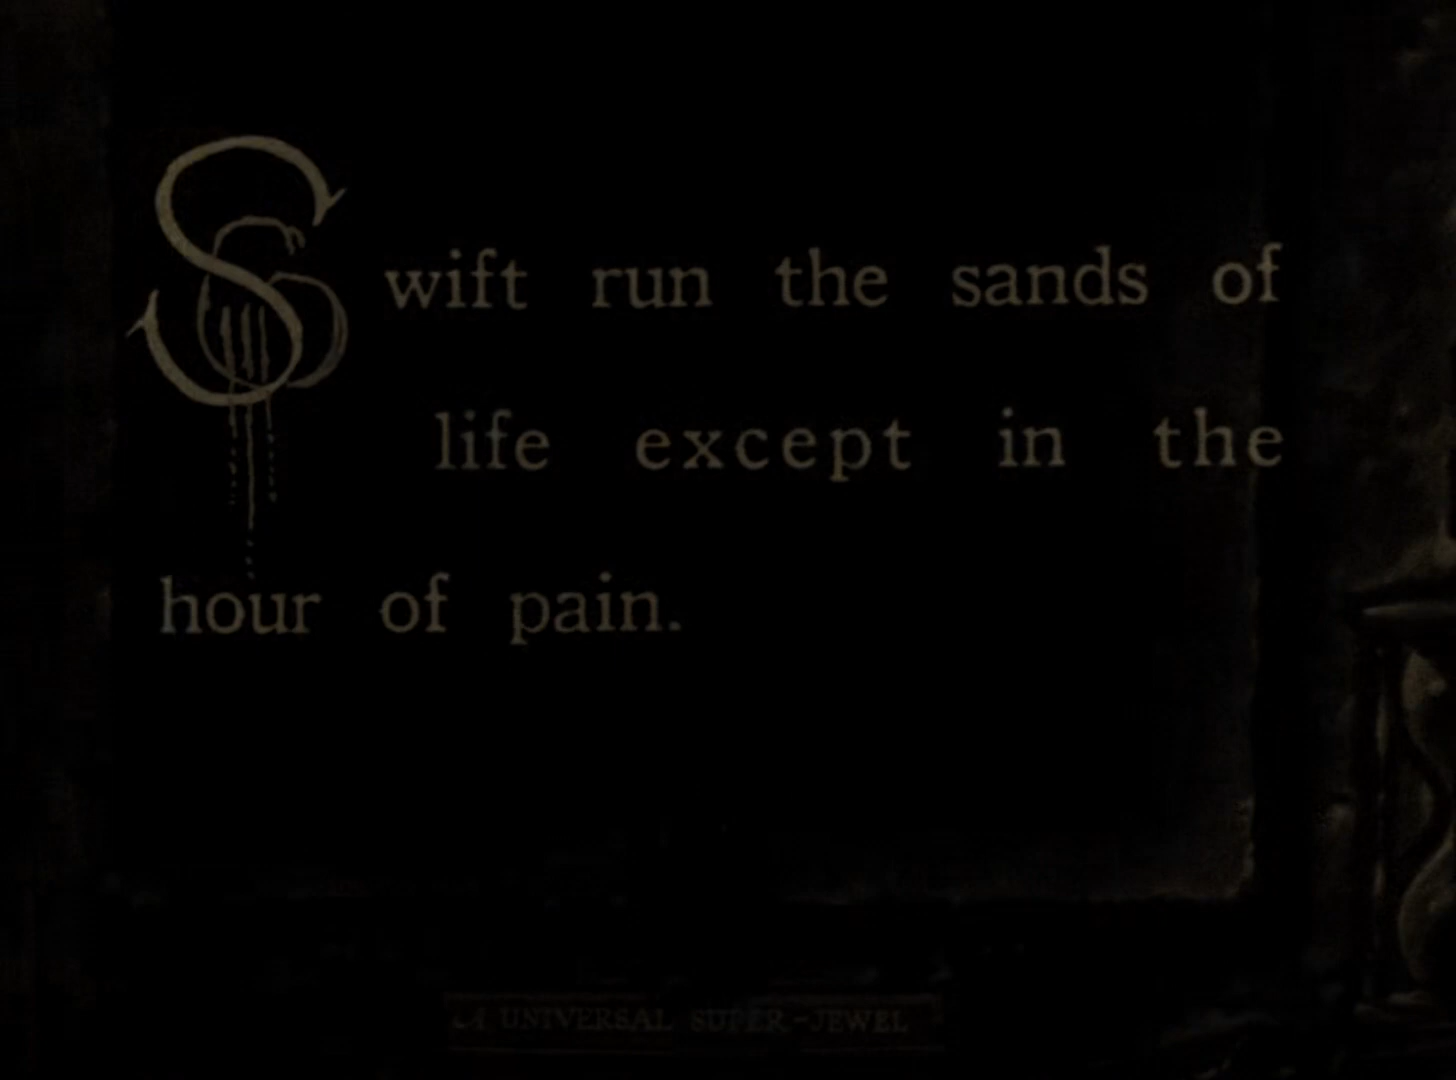 Swift run the sands of
life except in the
hour of pain.
A UNIVERSAL SUPER-JEWEL